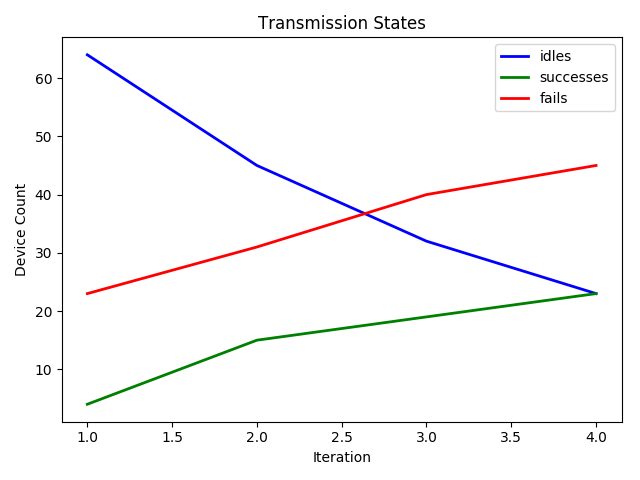 Transmission States
idles
successes
fails
60
50
40
30
20
10
Device Count
1.0 1.5 2.0 2.5 3.0 3.5 4.0
Iteration